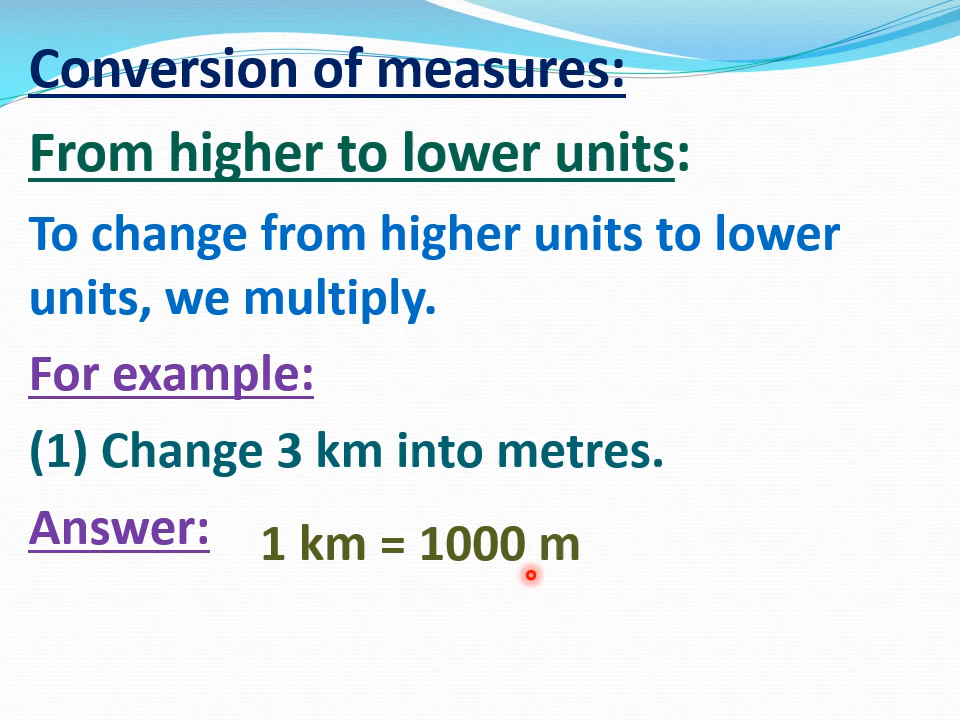 Conversion of measures:
From higher to lower units:
To change from higher units to lower
units, we multiply.
For example:
(1) Change 3 km into metres.
Answer:
1 km = 1000 m